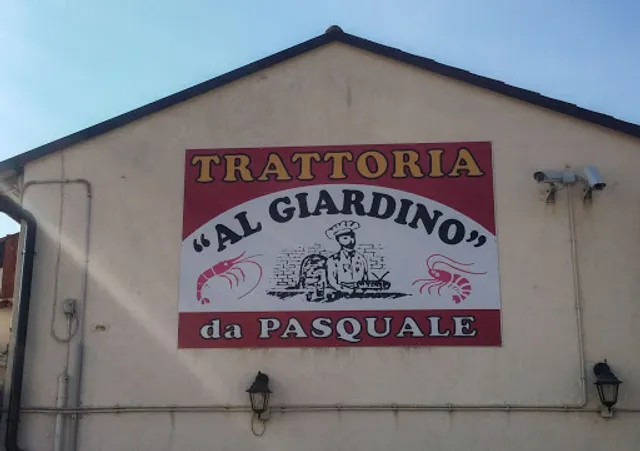 TRATTORIA
"AL GIARDINO"
da PASQUALE